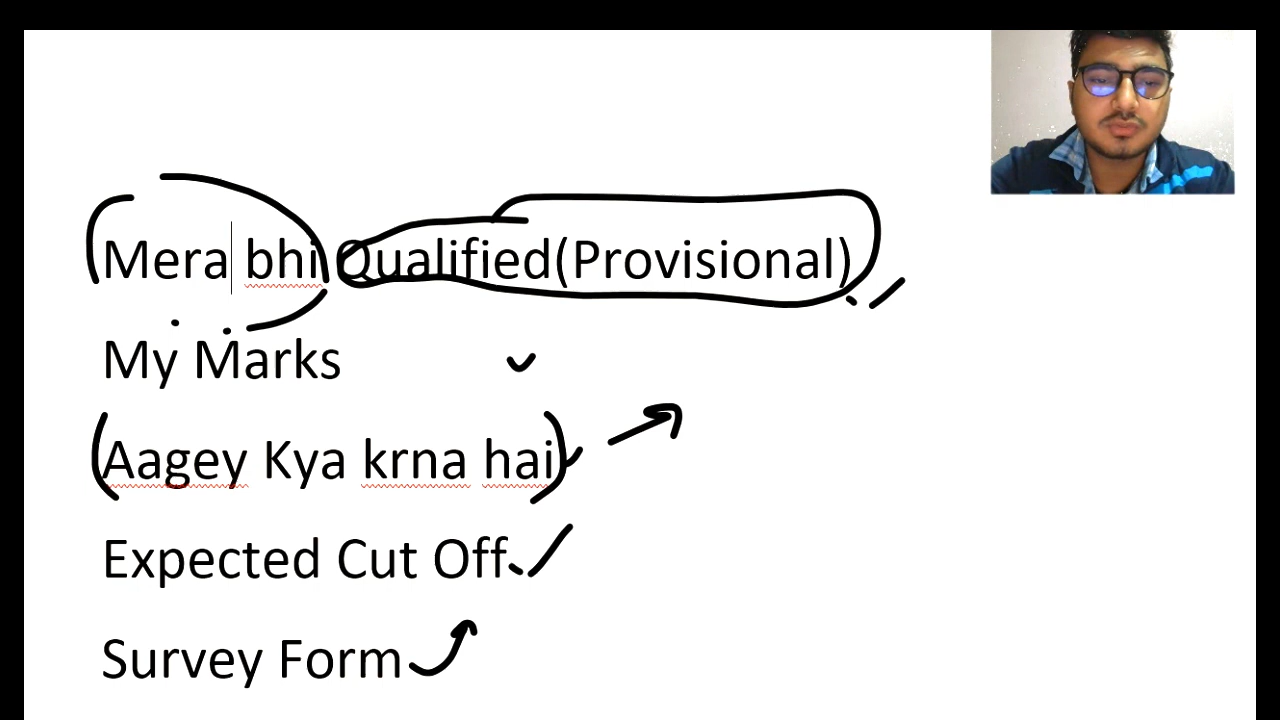 Mera bhi Qualified(Provisional)
My Marks
(Aagey Kya krna hai)
Expected Cut Off
Survey Form